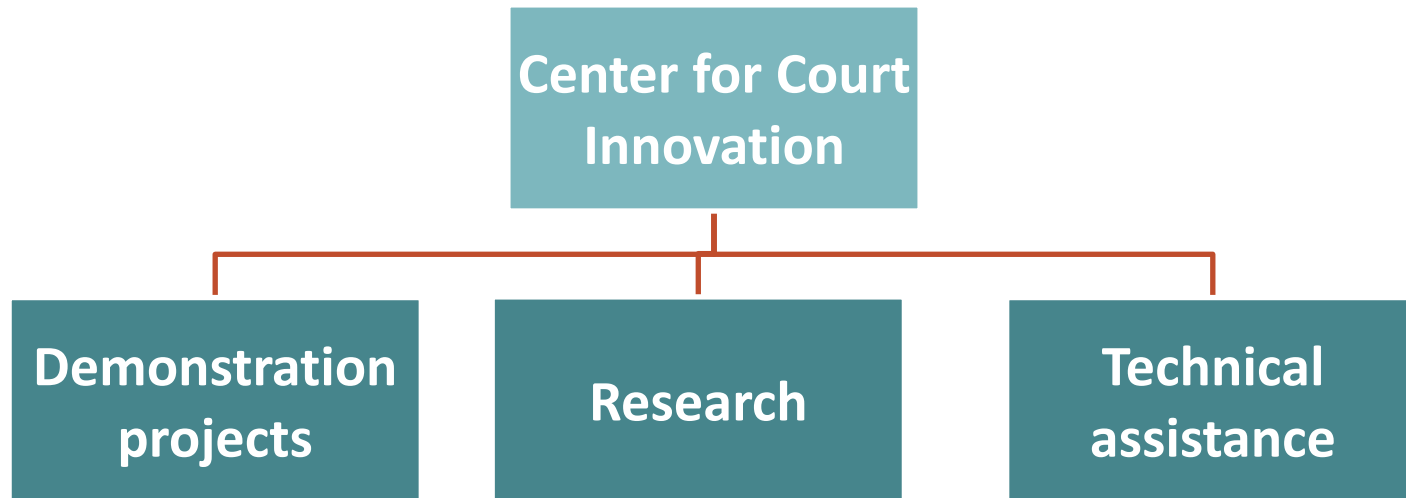 Center for Court
Innovation
Demonstration
projects
Research
Technical
assistance